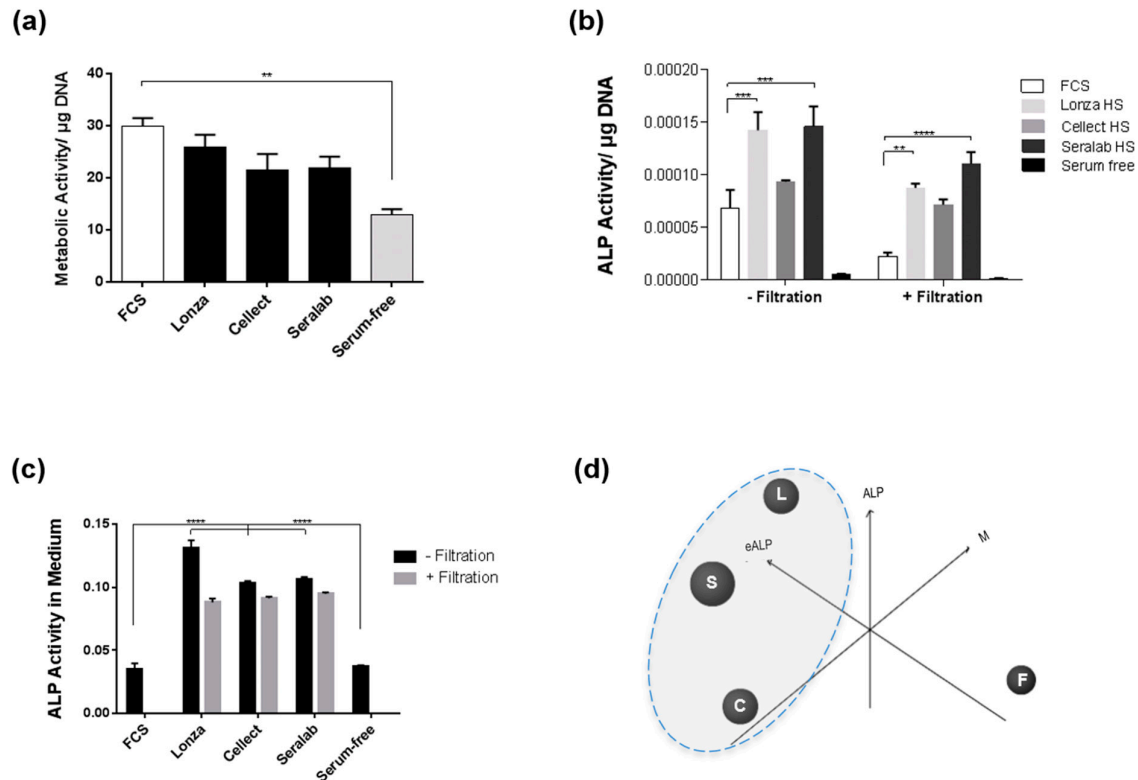 (a)
Metabolic Activity/ µg DNA
40
30
20
10
0
**
FCS
Lonza
Cellect
Seralab
Serum-free
(b)
ALP Activity/ µg DNA
0.00020
0.00015
0.00010
0.00005
0.00000
***
***
**
****
- Filtration
+ Filtration
FCS
Lonza HS
Cellect HS
Seralab HS
Serum free
(c)
ALP Activity in Medium
0.15
0.10
0.05
0.00
****
****
FCS
Lonza
Cellect
Seralab
Serum-free
- Filtration
+ Filtration
(d)
L
ALP
M
eALP
S
F
C